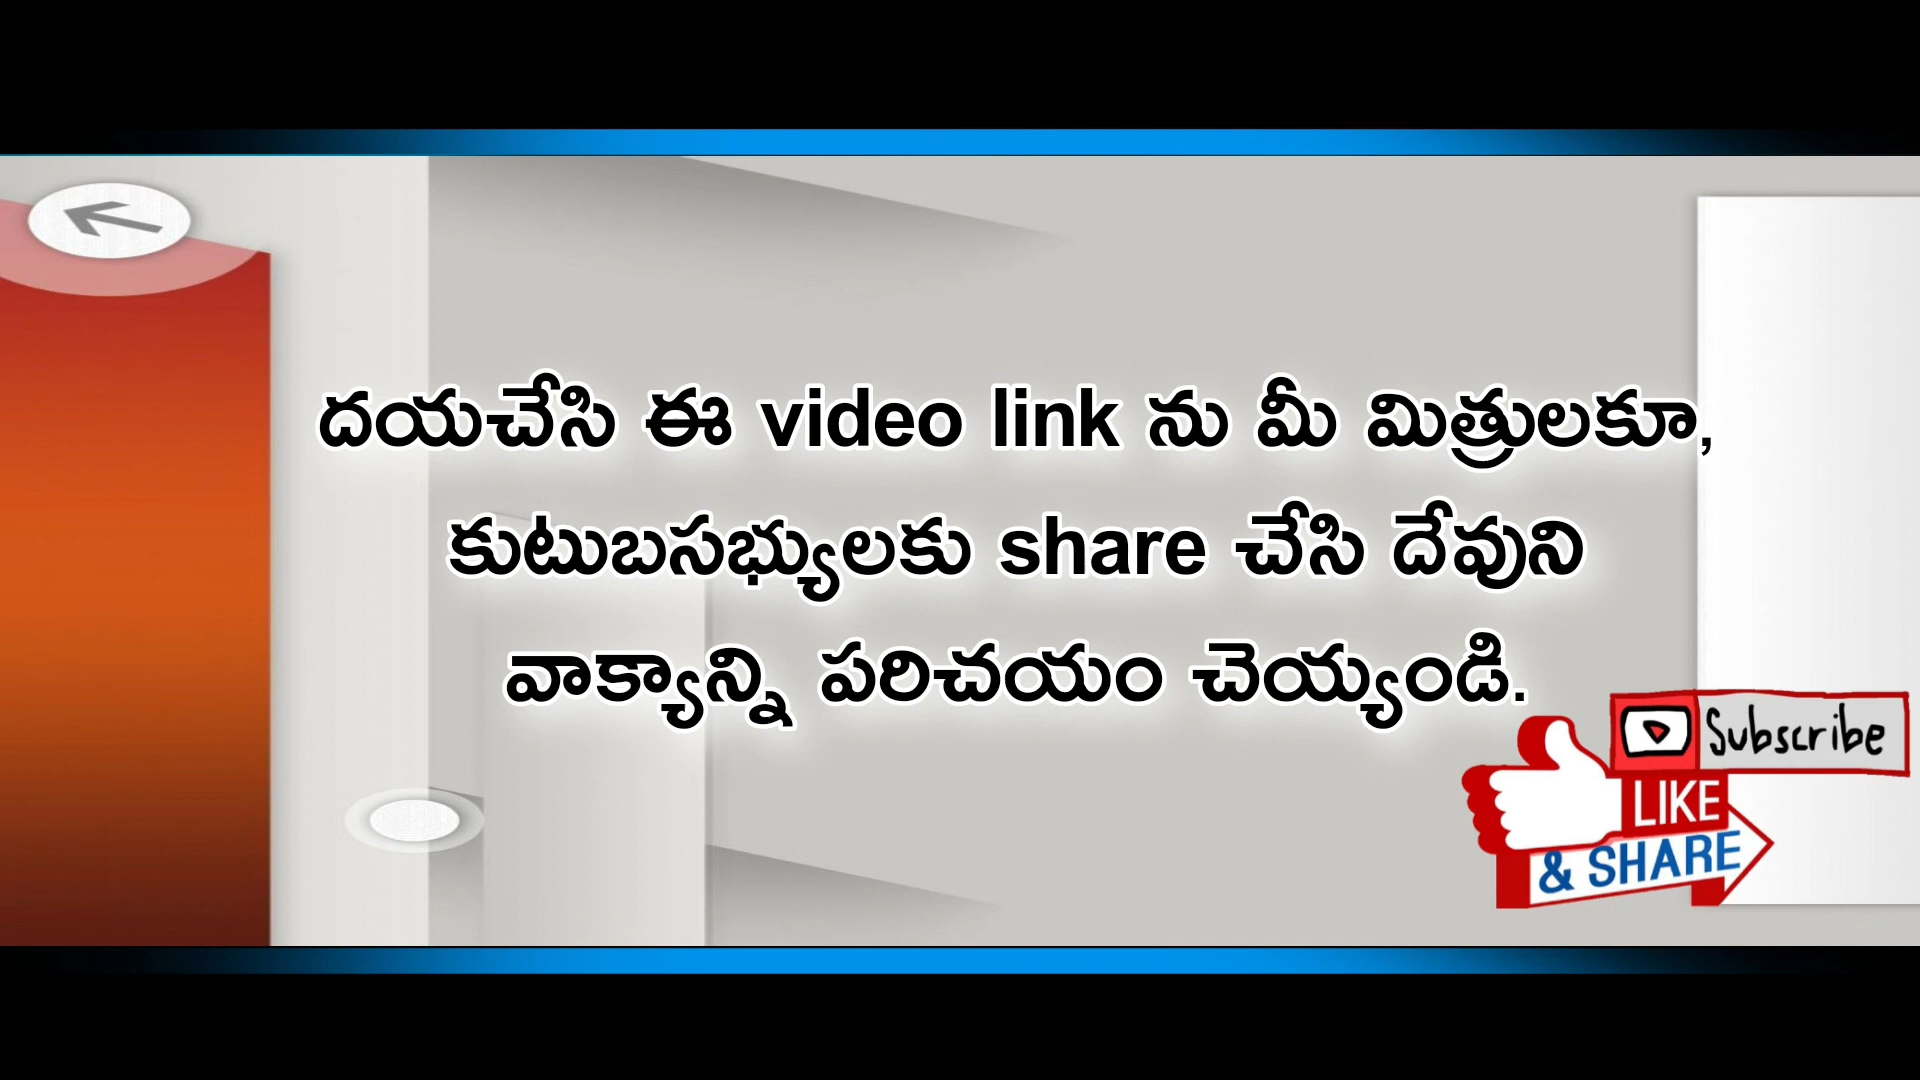 దయచేసి ఈ video link ను మీ మిత్రులకూ,
కుటుబసభ్యులకు share చేసి దేవుని
వాక్యాన్ని పరిచయం చెయ్యండి.
Subscribe
LIKE
& SHARE